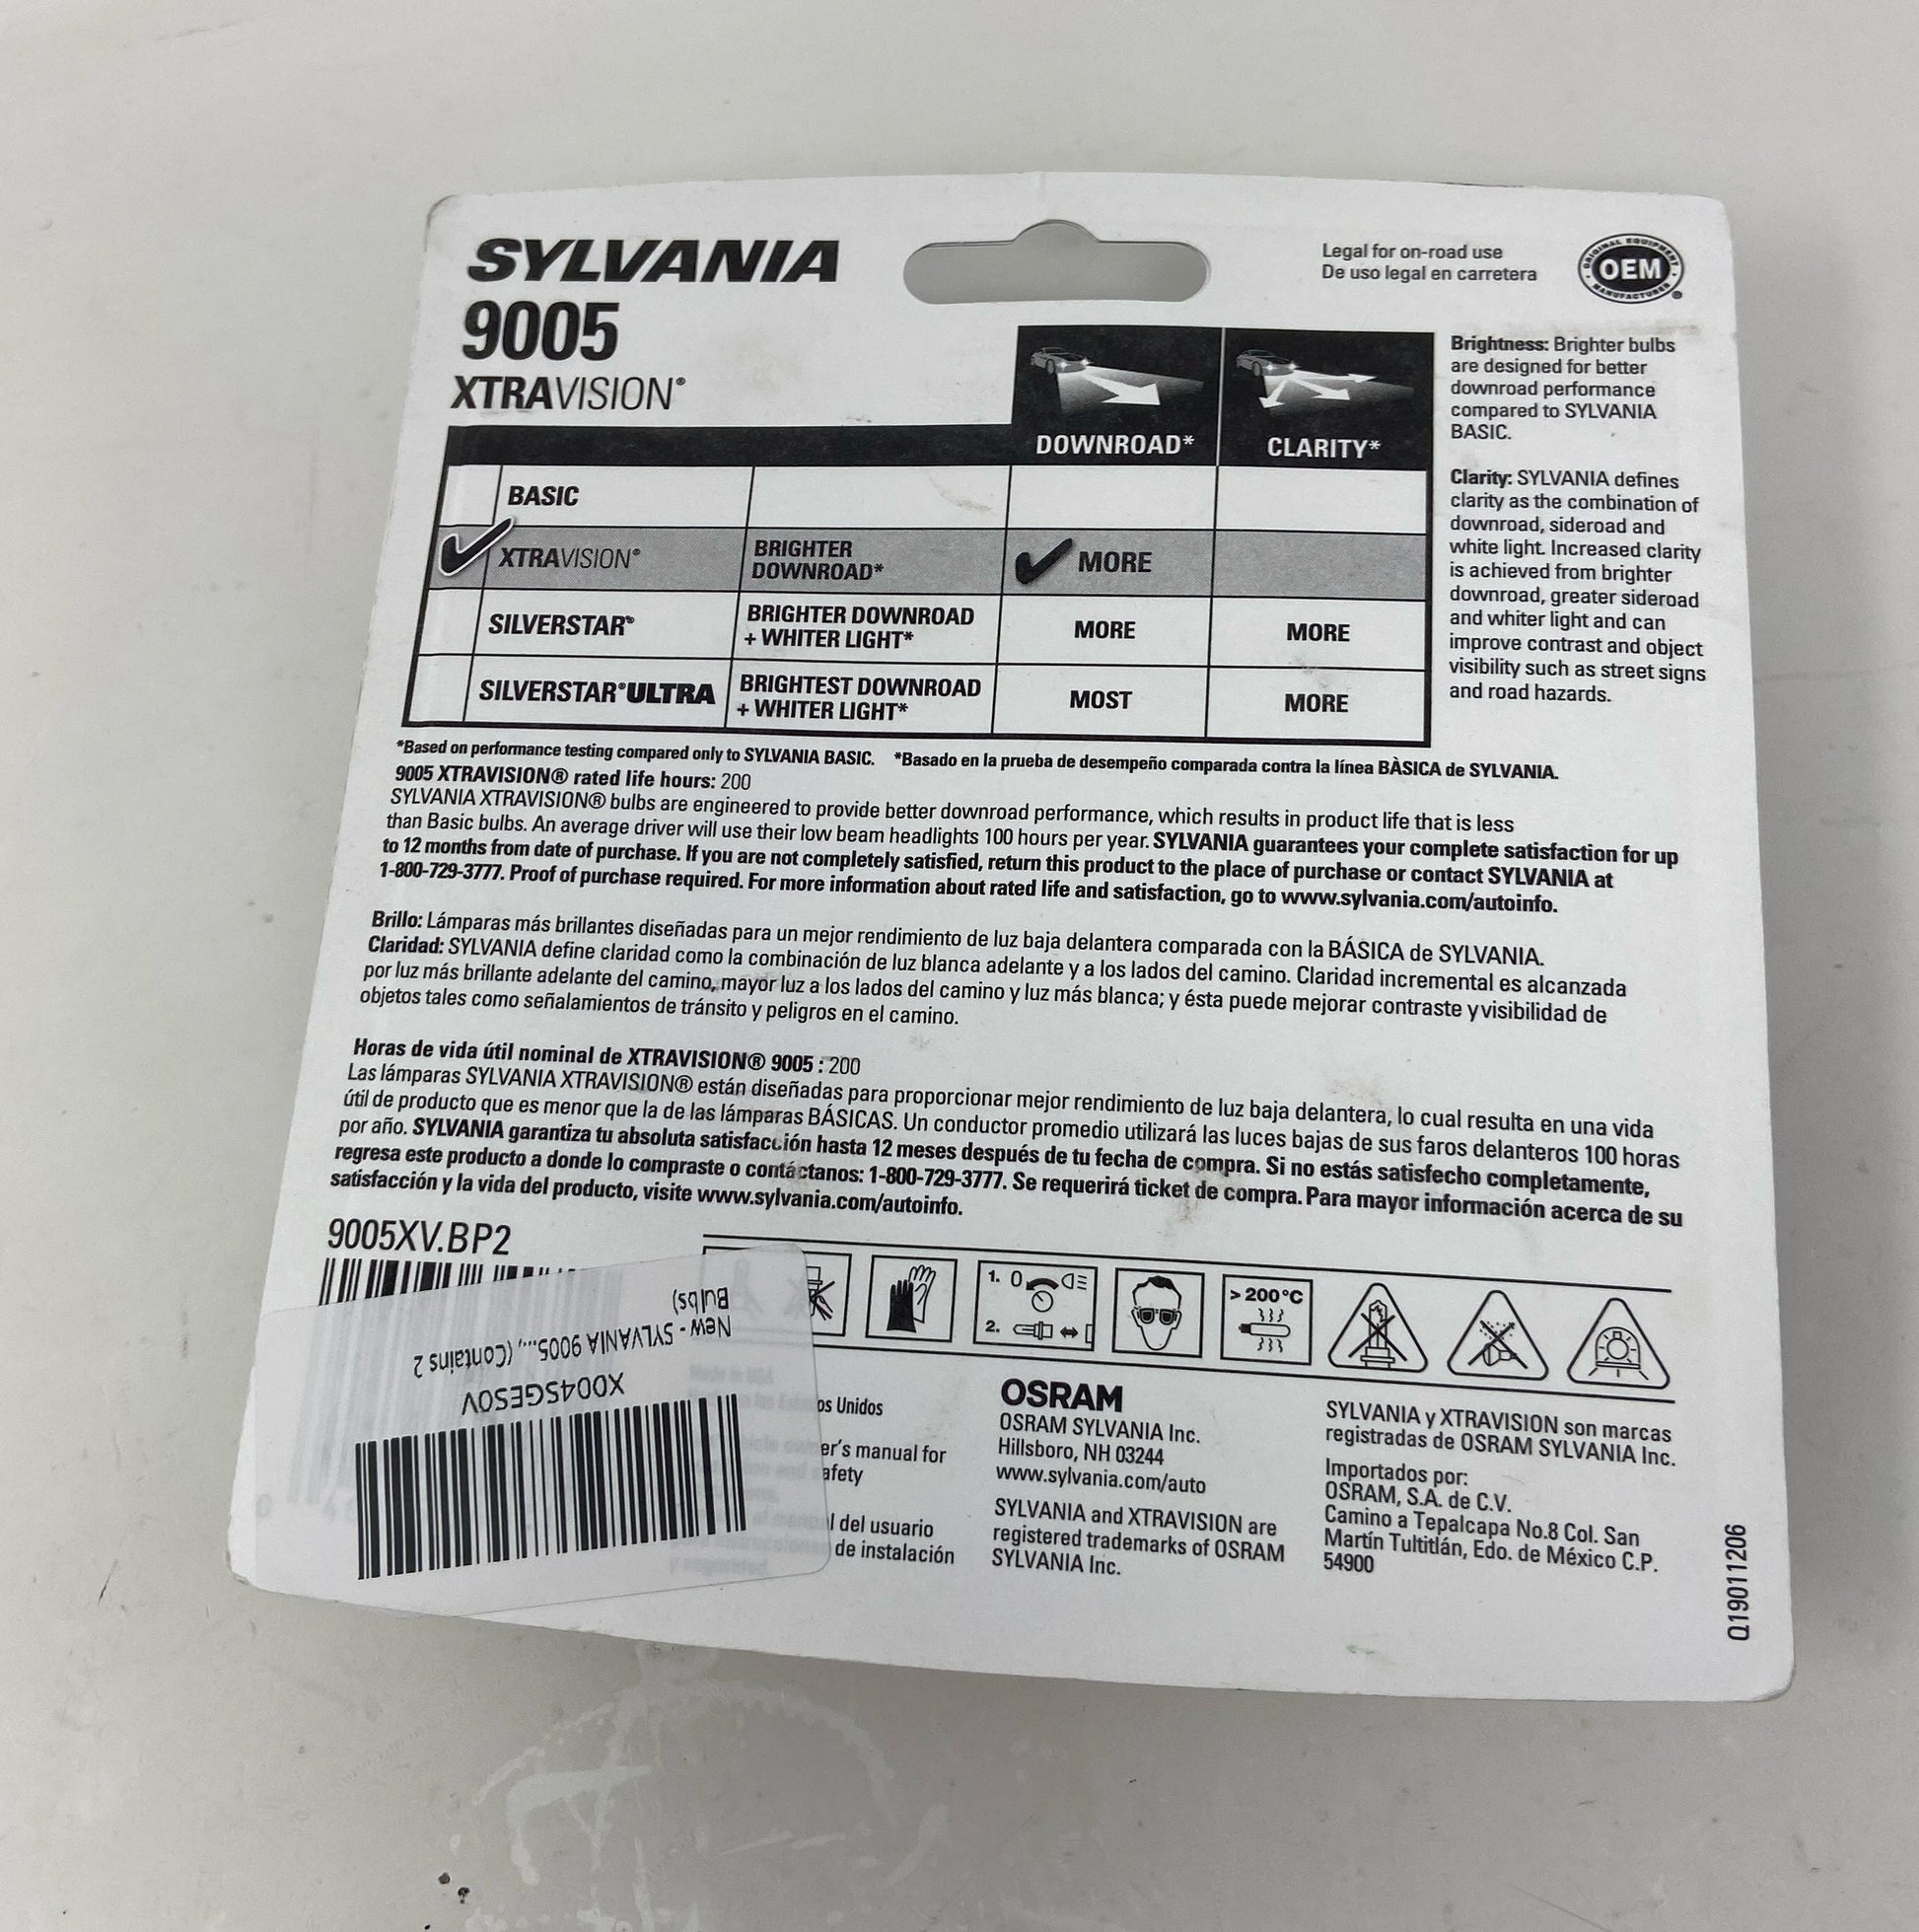 SYLVANIA
9005
XTRAVISION®
Legal for on-road use
De uso legal en carretera
ORIGINAL EQUIPMENT
OEM
MANUFACTURER
®
DOWNROAD* CLARITY*
BASIC
XTRAVISION® BRIGHTER DOWNROAD* MORE
SILVERSTAR® BRIGHTER DOWNROAD + WHITER LIGHT* MORE MORE
SILVERSTAR®ULTRA BRIGHTEST DOWNROAD + WHITER LIGHT* MOST MORE
Brightness: Brighter bulbs
are designed for better
downroad performance
compared to SYLVANIA
BASIC.
Clarity: SYLVANIA defines
clarity as the combination of
downroad, sideroad and
white light. Increased clarity
is achieved from brighter
downroad, greater sideroad
and whiter light and can
improve contrast and object
visibility such as street signs
and road hazards.
*Based on performance testing compared only to SYLVANIA BASIC. *Basado en la prueba de desempeño comparada contra la línea BÀSICA de SYLVANIA.
9005 XTRAVISION® rated life hours: 200
SYLVANIA XTRAVISION® bulbs are engineered to provide better downroad performance, which results in product life that is less
than Basic bulbs. An average driver will use their low beam headlights 100 hours per year. SYLVANIA guarantees your complete satisfaction for up
to 12 months from date of purchase. If you are not completely satisfied, return this product to the place of purchase or contact SYLVANIA at
1-800-729-3777. Proof of purchase required. For more information about rated life and satisfaction, go to www.sylvania.com/autoinfo.
Brillo: Lámparas más brillantes diseñadas para un mejor rendimiento de luz baja delantera comparada con la BÁSICA de SYLVANIA.
Claridad: SYLVANIA define claridad como la combinación de luz blanca adelante y a los lados del camino. Claridad incremental es alcanzada
por luz más brillante adelante del camino, mayor luz a los lados del camino y luz más blanca; y ésta puede mejorar contraste y visibilidad de
objetos tales como señalamientos de tránsito y peligros en el camino.
Horas de vida útil nominal de XTRAVISION® 9005 : 200
Las lámparas SYLVANIA XTRAVISION® están diseñadas para proporcionar mejor rendimiento de luz baja delantera, lo cual resulta en una vida
útil de producto que es menor que la de las lámparas BÁSICAS. Un conductor promedio utilizará las luces bajas de sus faros delanteros 100 horas
por año. SYLVANIA garantiza tu absoluta satisfacción hasta 12 meses después de tu fecha de compra. Si no estás satisfecho completamente,
regresa este producto a donde lo compraste o contáctanos: 1-800-729-3777. Se requerirá ticket de compra. Para mayor información acerca de su
satisfacción y la vida del producto, visite www.sylvania.com/autoinfo.
9005XV.BP2
X004SGES0V
New - SYLVANIA 9005..., (Contains 2
Bulbs)
1. 0
2.
> 200°C
os Unidos
er's manual for
afety
l del usuario
de instalación
OSRAM
OSRAM SYLVANIA Inc.
Hillsboro, NH 03244
www.sylvania.com/auto
SYLVANIA and XTRAVISION are
registered trademarks of OSRAM
SYLVANIA Inc.
SYLVANIA y XTRAVISION son marcas
registradas de OSRAM SYLVANIA Inc.
Importados por:
OSRAM, S.A. de C.V.
Camino a Tepalcapa No.8 Col. San
Martín Tultitlán, Edo. de México C.P.
54900
Q19011206